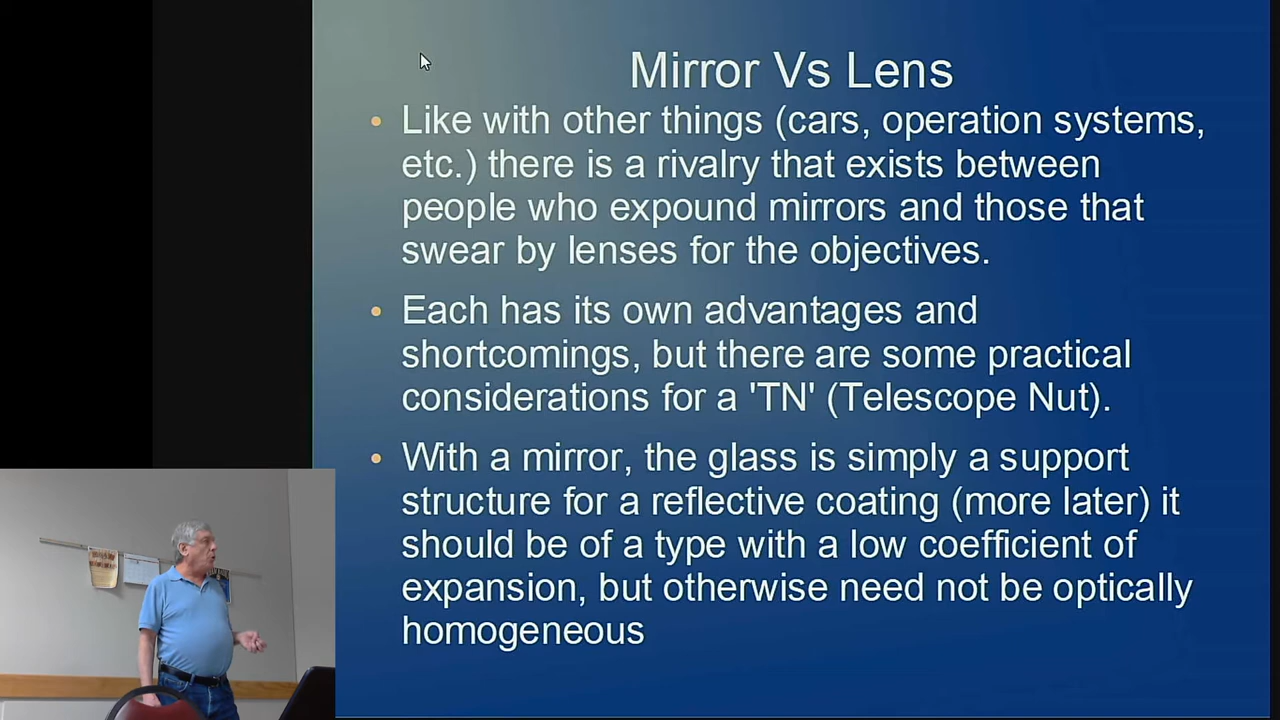 Mirror Vs Lens
Like with other things (cars, operation systems,
etc.) there is a rivalry that exists between
people who expound mirrors and those that
swear by lenses for the objectives.
Each has its own advantages and
shortcomings, but there are some practical
considerations for a 'TN' (Telescope Nut).
With a mirror, the glass is simply a support
structure for a reflective coating (more later) it
should be of a type with a low coefficient of
expansion, but otherwise need not be optically
homogeneous